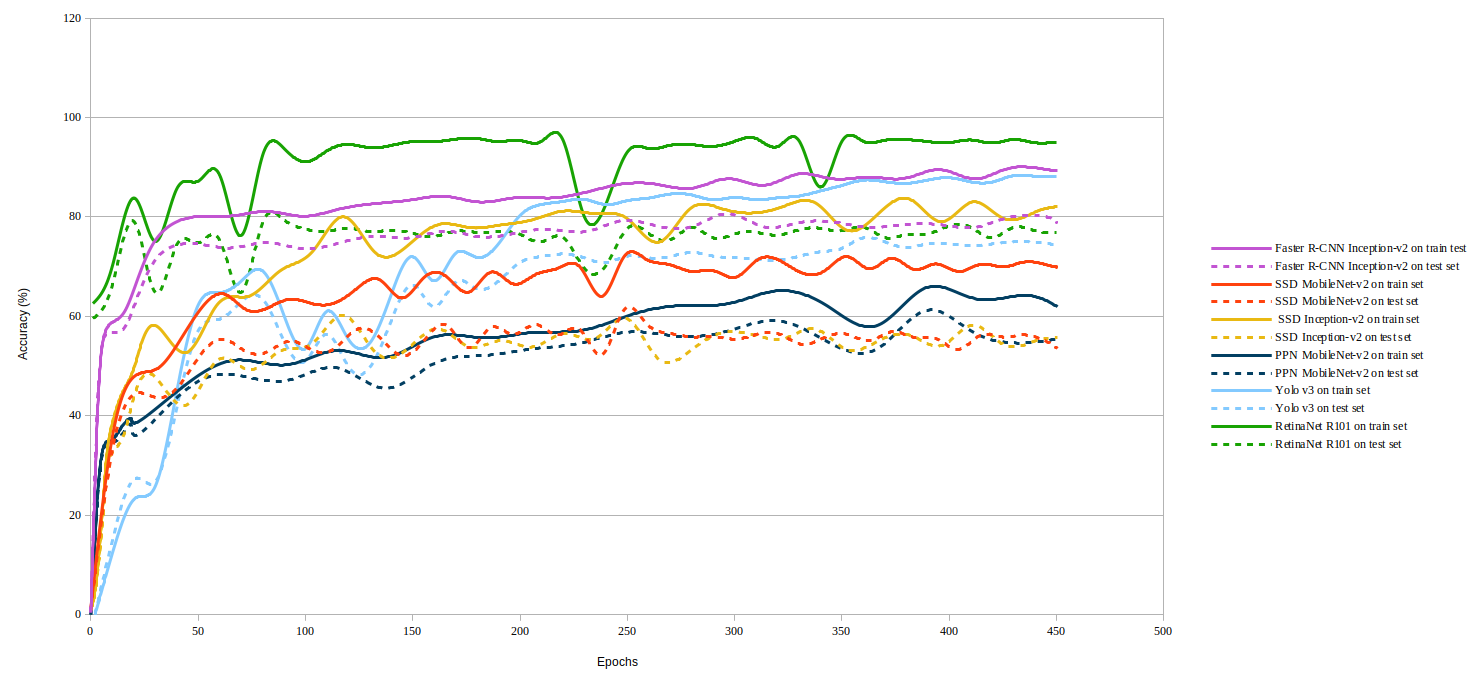 120
100
80
60
40
20
0
Accuracy (%)
0 50 100 150 200 250 300 350 400 450 500
Epochs
Faster R-CNN Inception-v2 on train test
Faster R-CNN Inception-v2 on test set
SSD MobileNet-v2 on train set
SSD MobileNet-v2 on test set
SSD Inception-v2 on train set
SSD Inception-v2 on test set
PPN MobileNet-v2 on train set
PPN MobileNet-v2 on test set
Yolo v3 on train set
Yolo v3 on test set
RetinaNet R101 on train set
RetinaNet R101 on test set